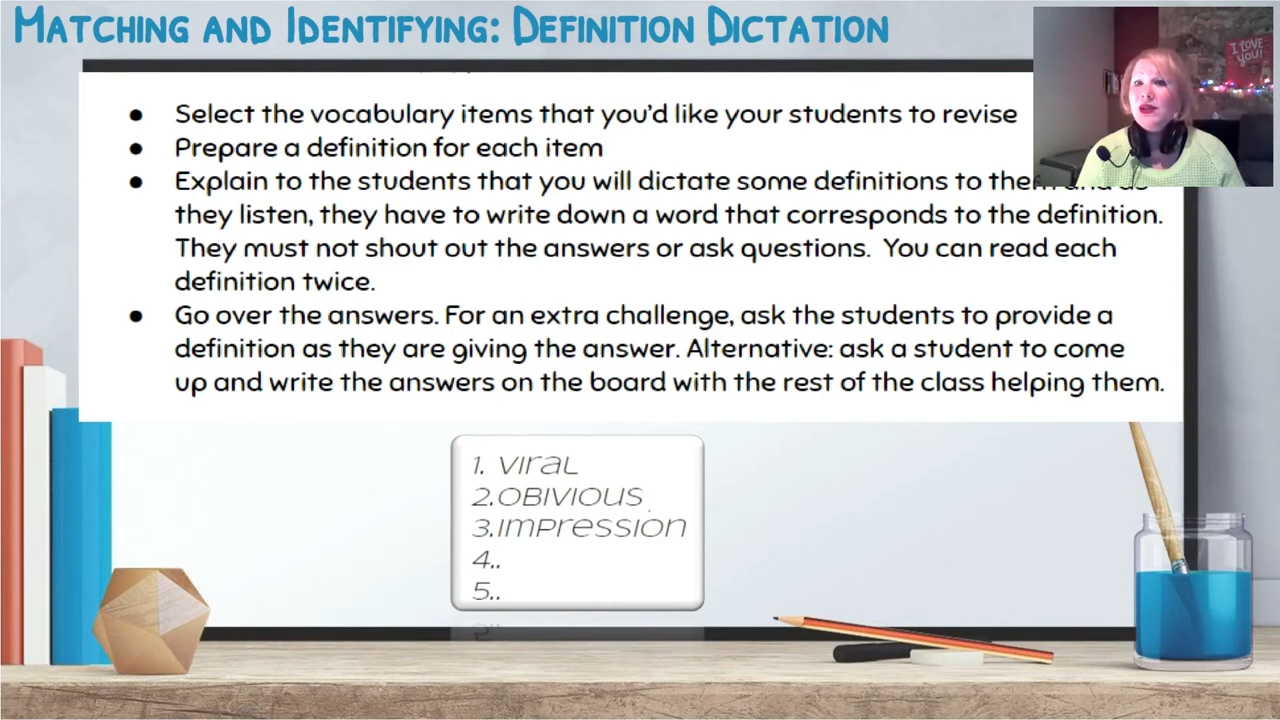 MATCHING AND IDENTIFYING: DEFINITION DICTATION
I LOVE you!
● Select the vocabulary items that you'd like your students to revise
● Prepare a definition for each item
● Explain to the students that you will dictate some definitions to them and as
they listen, they have to write down a word that corresponds to the definition.
They must not shout out the answers or ask questions. You can read each
definition twice.
● Go over the answers. For an extra challenge, ask the students to provide a
definition as they are giving the answer. Alternative: ask a student to come
up and write the answers on the board with the rest of the class helping them.
1. Viral
2.OBIVIOUS
3.Impression
4..
5..